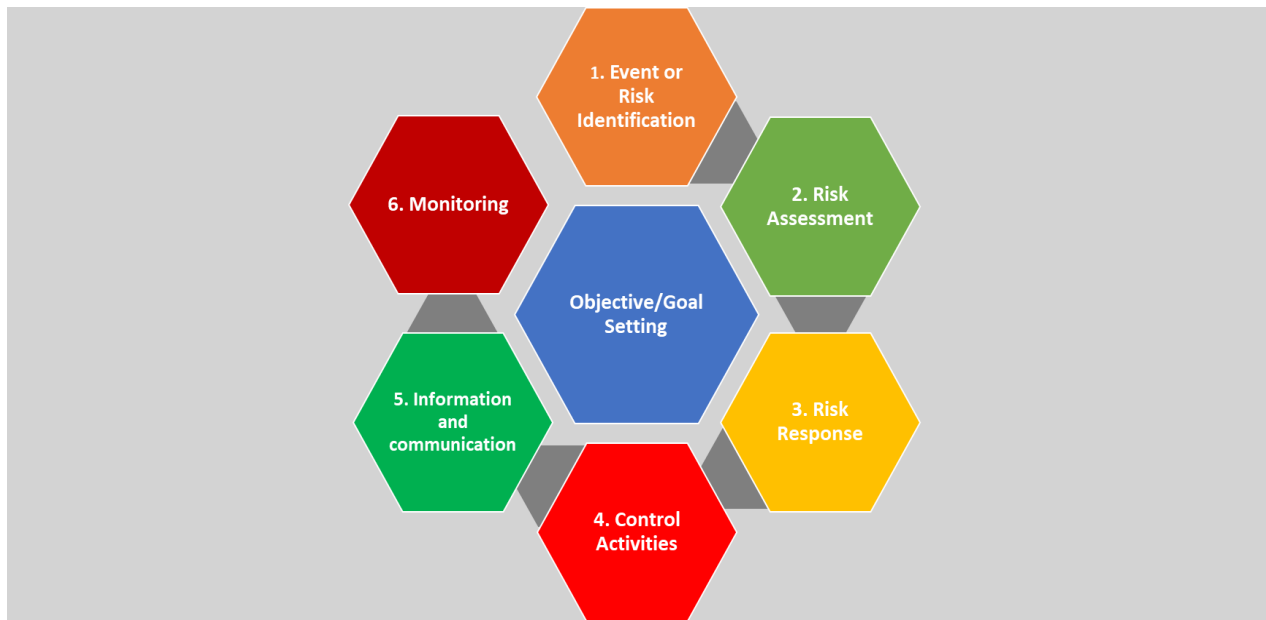 1. Event or
Risk
Identification
2. Risk
Assessment
3. Risk
Response
4. Control
Activities
5. Information
and
communication
6. Monitoring
Objective/Goal
Setting